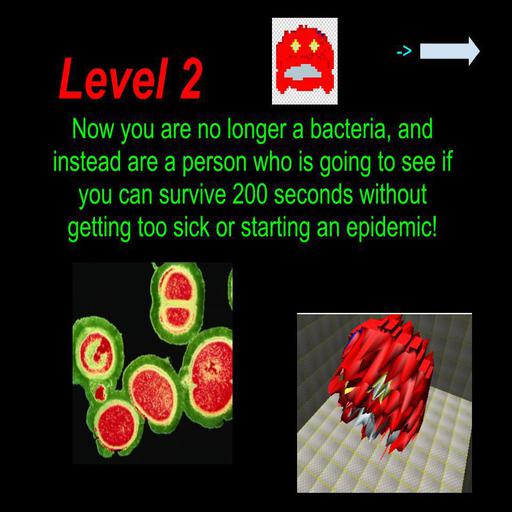 Level 2
->
Now you are no longer a bacteria, and
instead are a person who is going to see if
you can survive 200 seconds without
getting too sick or starting an epidemic!